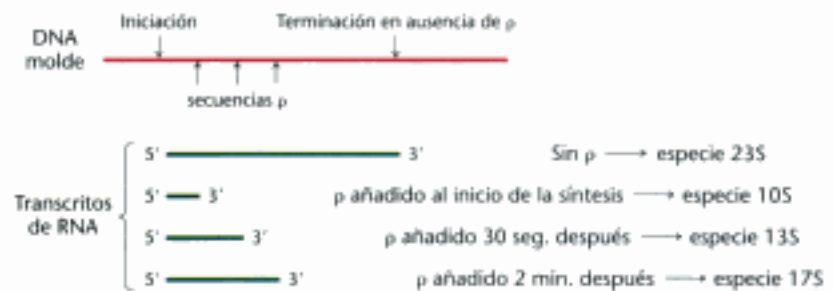 Iniciación
Terminación en ausencia de ρ
DNA
molde
secuencias ρ
5' 3' Sin ρ → especie 23S
5' 3' ρ añadido al inicio de la síntesis → especie 10S
Transcritos
de RNA
5' 3' ρ añadido 30 seg. después → especie 13S
5' 3' ρ añadido 2 min. después → especie 17S